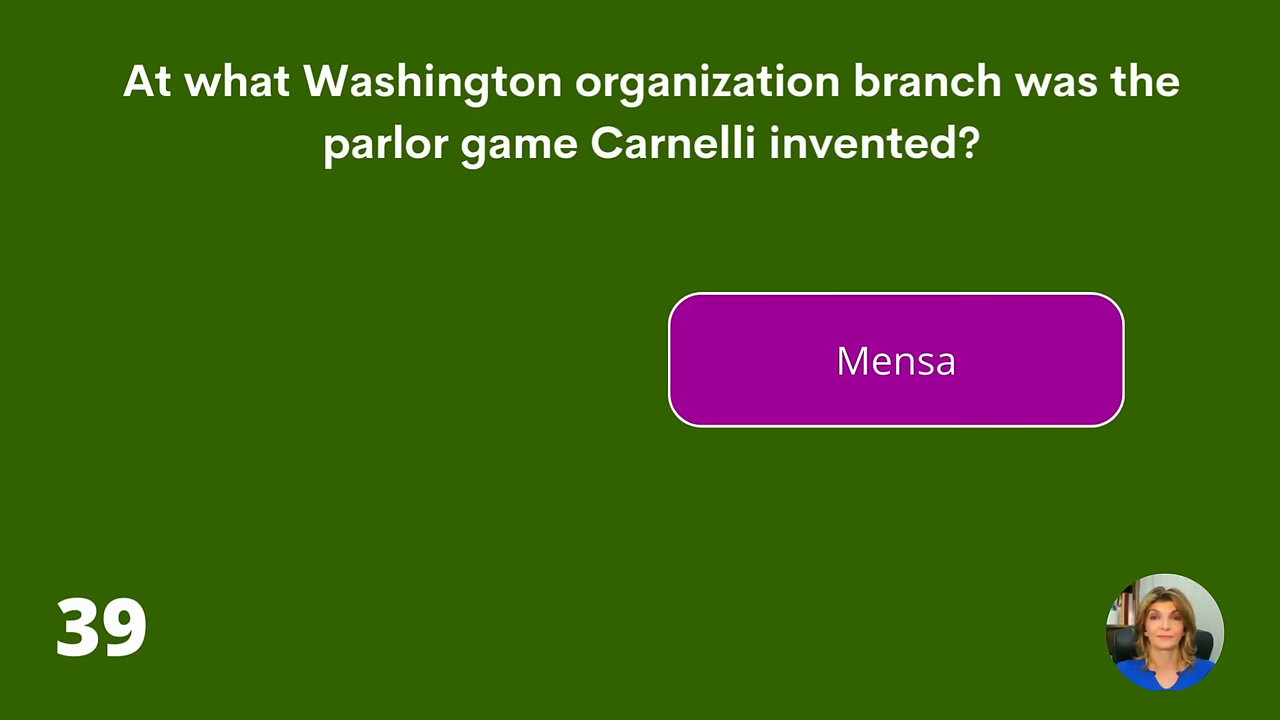 At what Washington organization branch was the
parlor game Carnelli invented?
Mensa
39